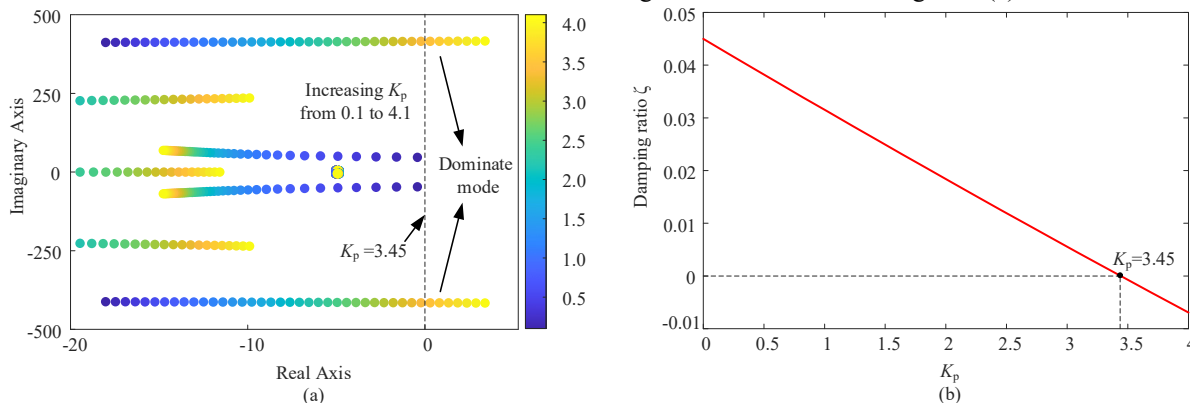 500
250
0
-250
-500
-20
-10
0
Imaginary Axis
Real Axis
(a)
Increasing Kp
from 0.1 to 4.1
Dominate
mode
Kp =3.45
4.0
3.5
3.0
2.5
2.0
1.5
1.0
0.5
0.05
0.04
0.03
0.02
0.01
0
-0.01
0
0.5
1
1.5
2
2.5
3
3.5
4
Damping ratio ζ
Kp=3.45
Kp
(b)